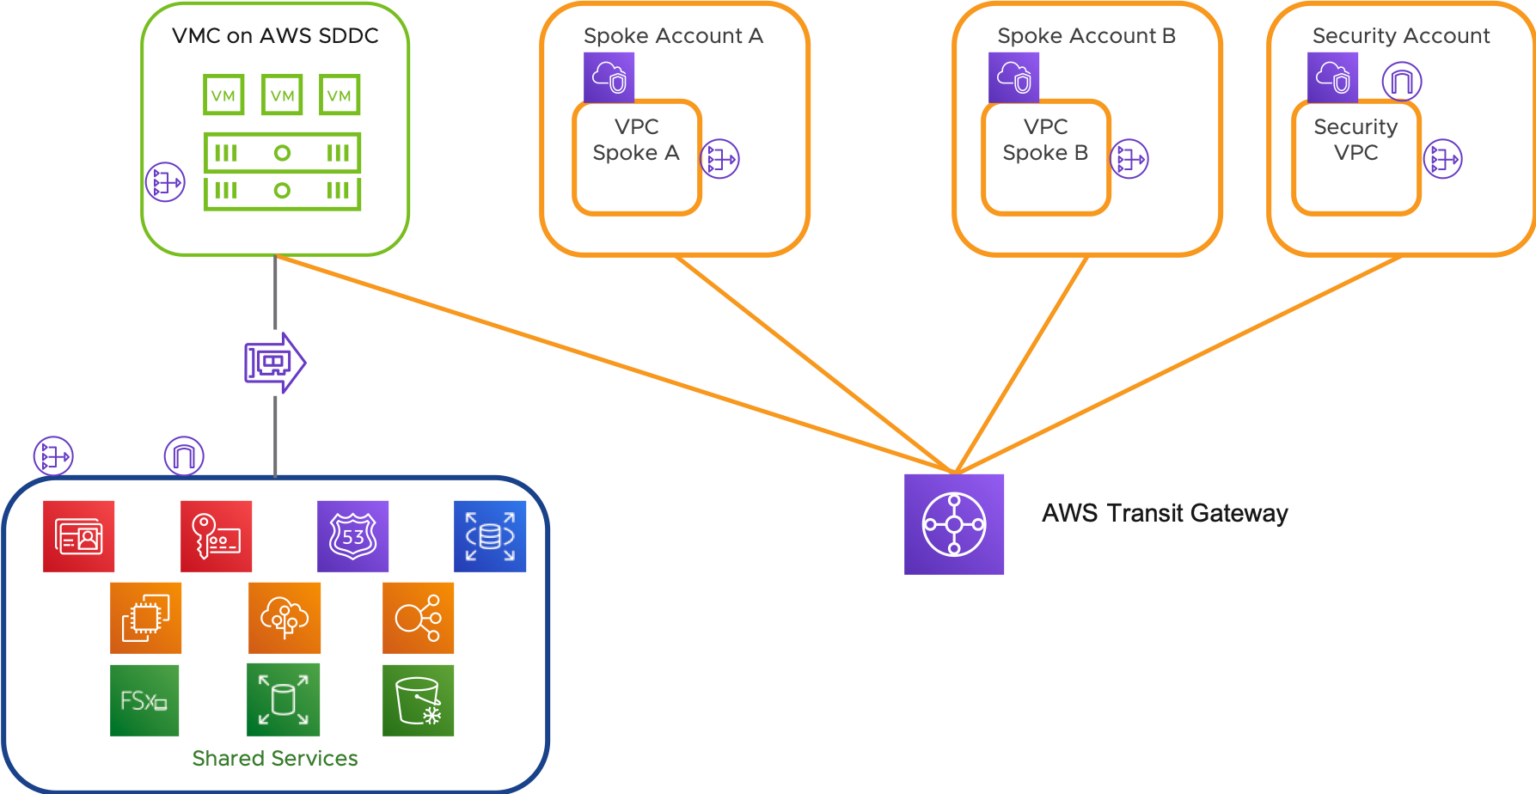 VMC on AWS SDDC
VM VM VM
Spoke Account A
VPC
Spoke A
Spoke Account B
VPC
Spoke B
Security Account
Security
VPC
AWS Transit Gateway
53
FSx
Shared Services